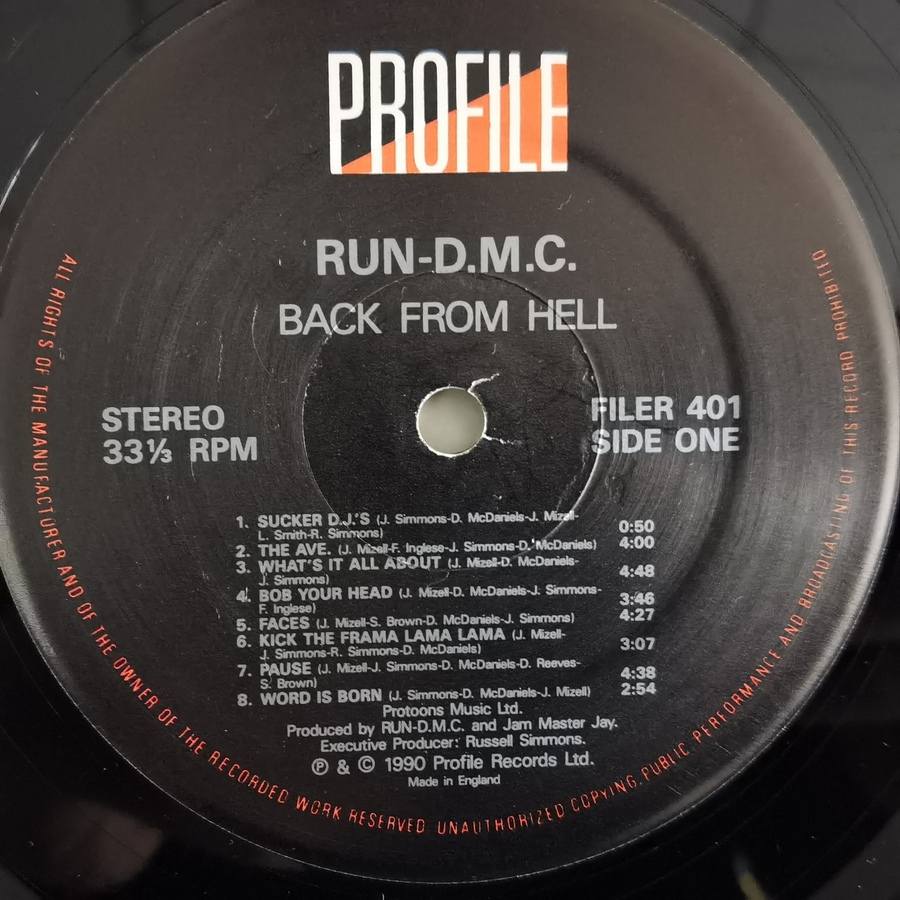 PROFILE
RUN-D.M.C.
BACK FROM HELL
STEREO
33⅓ RPM
FILER 401
SIDE ONE
1. SUCKER D.J.'S (J. Simmons-D. McDaniels-J. Mizell-
L. Smith-R. Simmons) 0:50
2. THE AVE. (J. Mizell-F. Inglese-J. Simmons-D. McDaniels) 4:00
3. WHAT'S IT ALL ABOUT (J. Mizell-D. McDaniels-
J. Simmons) 4:48
4. BOB YOUR HEAD (J. Mizell-D. McDaniels-J. Simmons-
F. Inglese) 3:46
5. FACES (J. Mizell-S. Brown-D. McDaniels-J. Simmons) 4:27
6. KICK THE FRAMA LAMA LAMA (J. Mizell-
J. Simmons-R. Simmons-D. McDaniels) 3:07
7. PAUSE (J. Mizell-J. Simmons-D. McDaniels-D. Reeves-
S. Brown) 4:38
8. WORD IS BORN (J. Simmons-D. McDaniels-J. Mizell) 2:54
Protoons Music Ltd.
Produced by RUN-D.M.C. and Jam Master Jay.
Executive Producer: Russell Simmons.
℗ & © 1990 Profile Records Ltd.
Made in England
ALL RIGHTS OF THE MANUFACTURER AND OF THE OWNER OF THE RECORDED WORK RESERVED UNAUTHORIZED COPYING, PUBLIC PERFORMANCE AND BROADCASTING OF THIS RECORD PROHIBITED